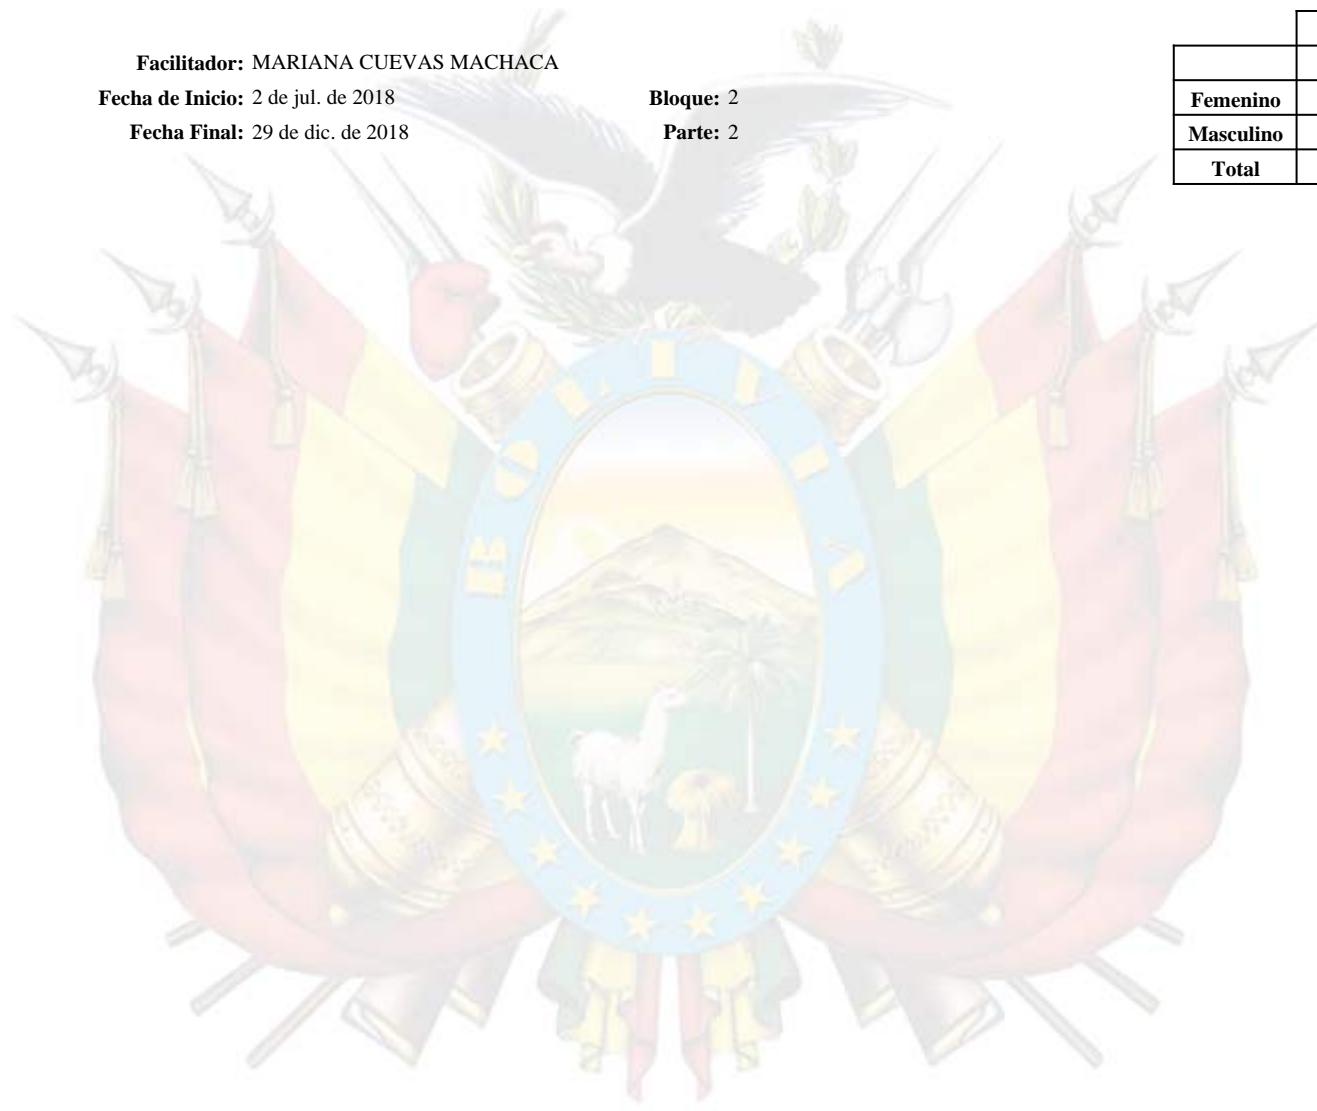 Facilitador: MARIANA CUEVAS MACHACA
Fecha de Inicio: 2 de jul. de 2018 Bloque: 2
Fecha Final: 29 de dic. de 2018 Parte: 2
Femenino
Masculino
Total
BOLIVIA